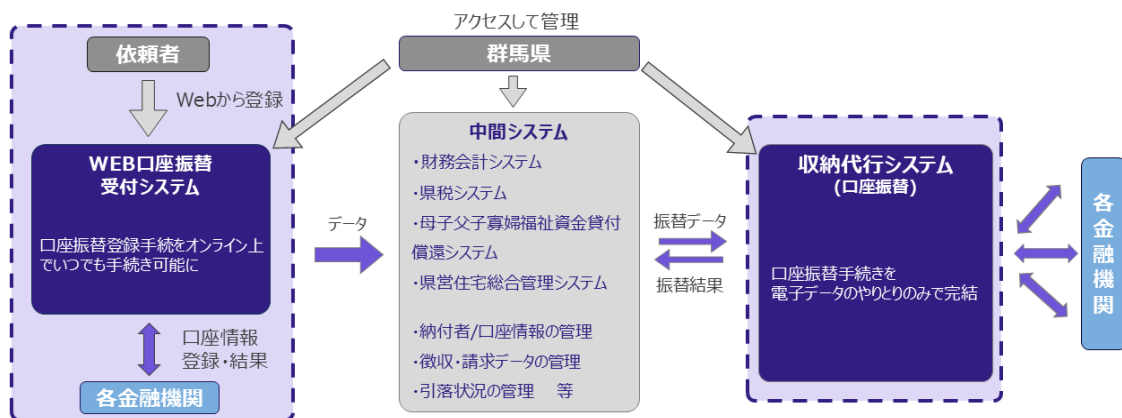 アクセスして管理
依頼者
群馬県
Webから登録
WEB口座振替
受付システム
口座振替登録手続をオンライン上
でいつでも手続き可能に
口座情報
登録・結果
各金融機関
データ
中間システム
・財務会計システム
・県税システム
・母子父子寡婦福祉資金貸付
償還システム
・県営住宅総合管理システム
・納付者/口座情報の管理
・徴収・請求データの管理
・引落状況の管理 等
振替データ
振替結果
収納代行システム
(口座振替)
口座振替手続きを
電子データのやりとりのみで完結
各金融機関